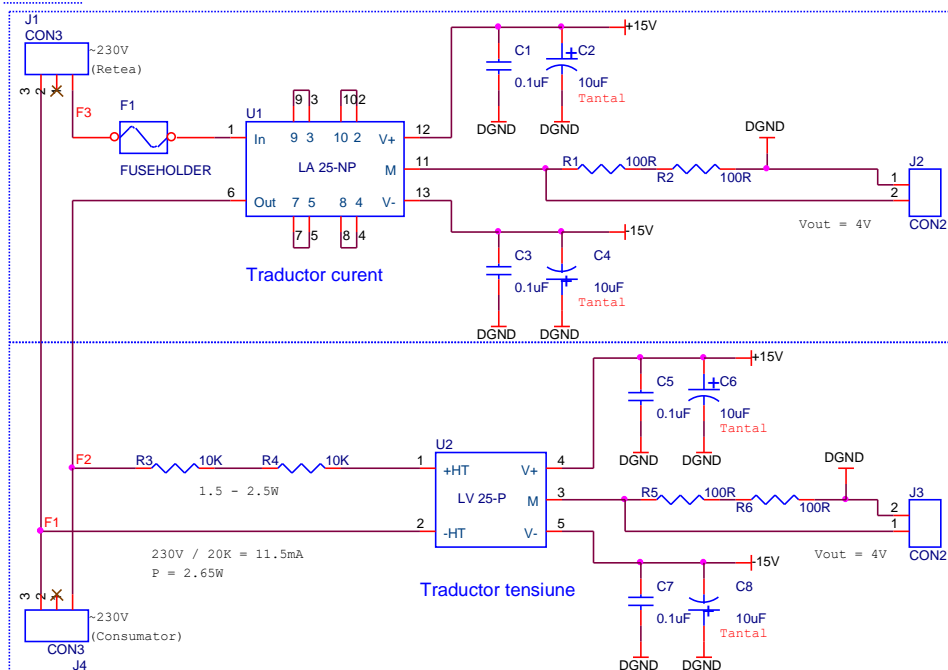 J1
CON3
~230V
(Retea)
3
2
F3
F1
FUSEHOLDER
U1
1
In
9 3
10 2
9 3
10 2
V+
12
LA 25-NP
M
11
6
Out
7 5
8 4
V-
13
7 5
8 4
Traductor curent
+15V
C1
0.1uF
+
C2
10uF
Tantal
DGND
DGND
R1
100R
R2
100R
DGND
J2
1
2
CON2
Vout = 4V
-15V
C3
0.1uF
+
C4
10uF
Tantal
DGND
DGND
+15V
C5
0.1uF
+
C6
10uF
Tantal
DGND
DGND
F2
R3
10K
R4
10K
1.5 - 2.5W
U2
1
+HT
V+
4
LV 25-P
M
3
2
-HT
V-
5
R5
100R
R6
100R
DGND
J3
2
1
CON2
Vout = 4V
F1
230V / 20K = 11.5mA
P = 2.65W
Traductor tensiune
-15V
C7
0.1uF
+
C8
10uF
Tantal
DGND
DGND
3
2
~230V
(Consumator)
CON3
J4